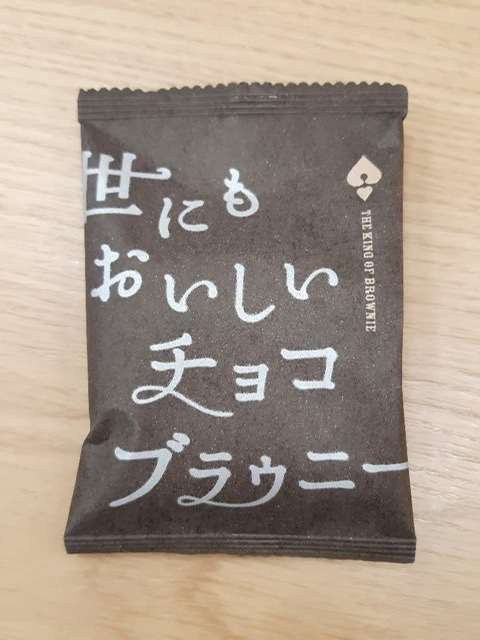 世にも
おいしい
チョコ
ブラウニー
THE KING OF BROWNIE